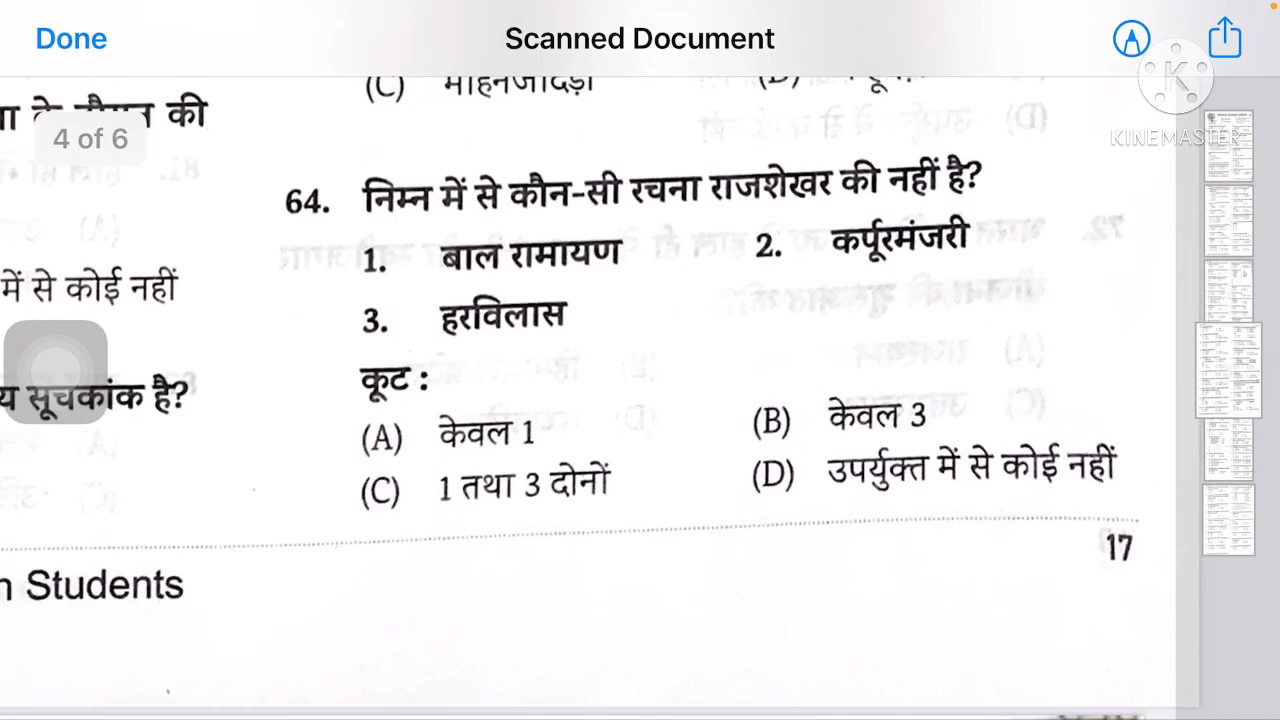 Done
Scanned Document
(C) मोहनजोदड़ो
की
4 of 6
KINEMASTER
64. निम्न में से कौन-सी रचना राजशेखर की नहीं है?
1. बाल रामायण 2. कर्पूरमंजरी
में से कोई नहीं
3. हरविलास
सूचकांक है?
कूट :
(A) केवल 1 (B) केवल 3
(C) 1 तथा 3 दोनों (D) उपर्युक्त में से कोई नहीं
17
Students